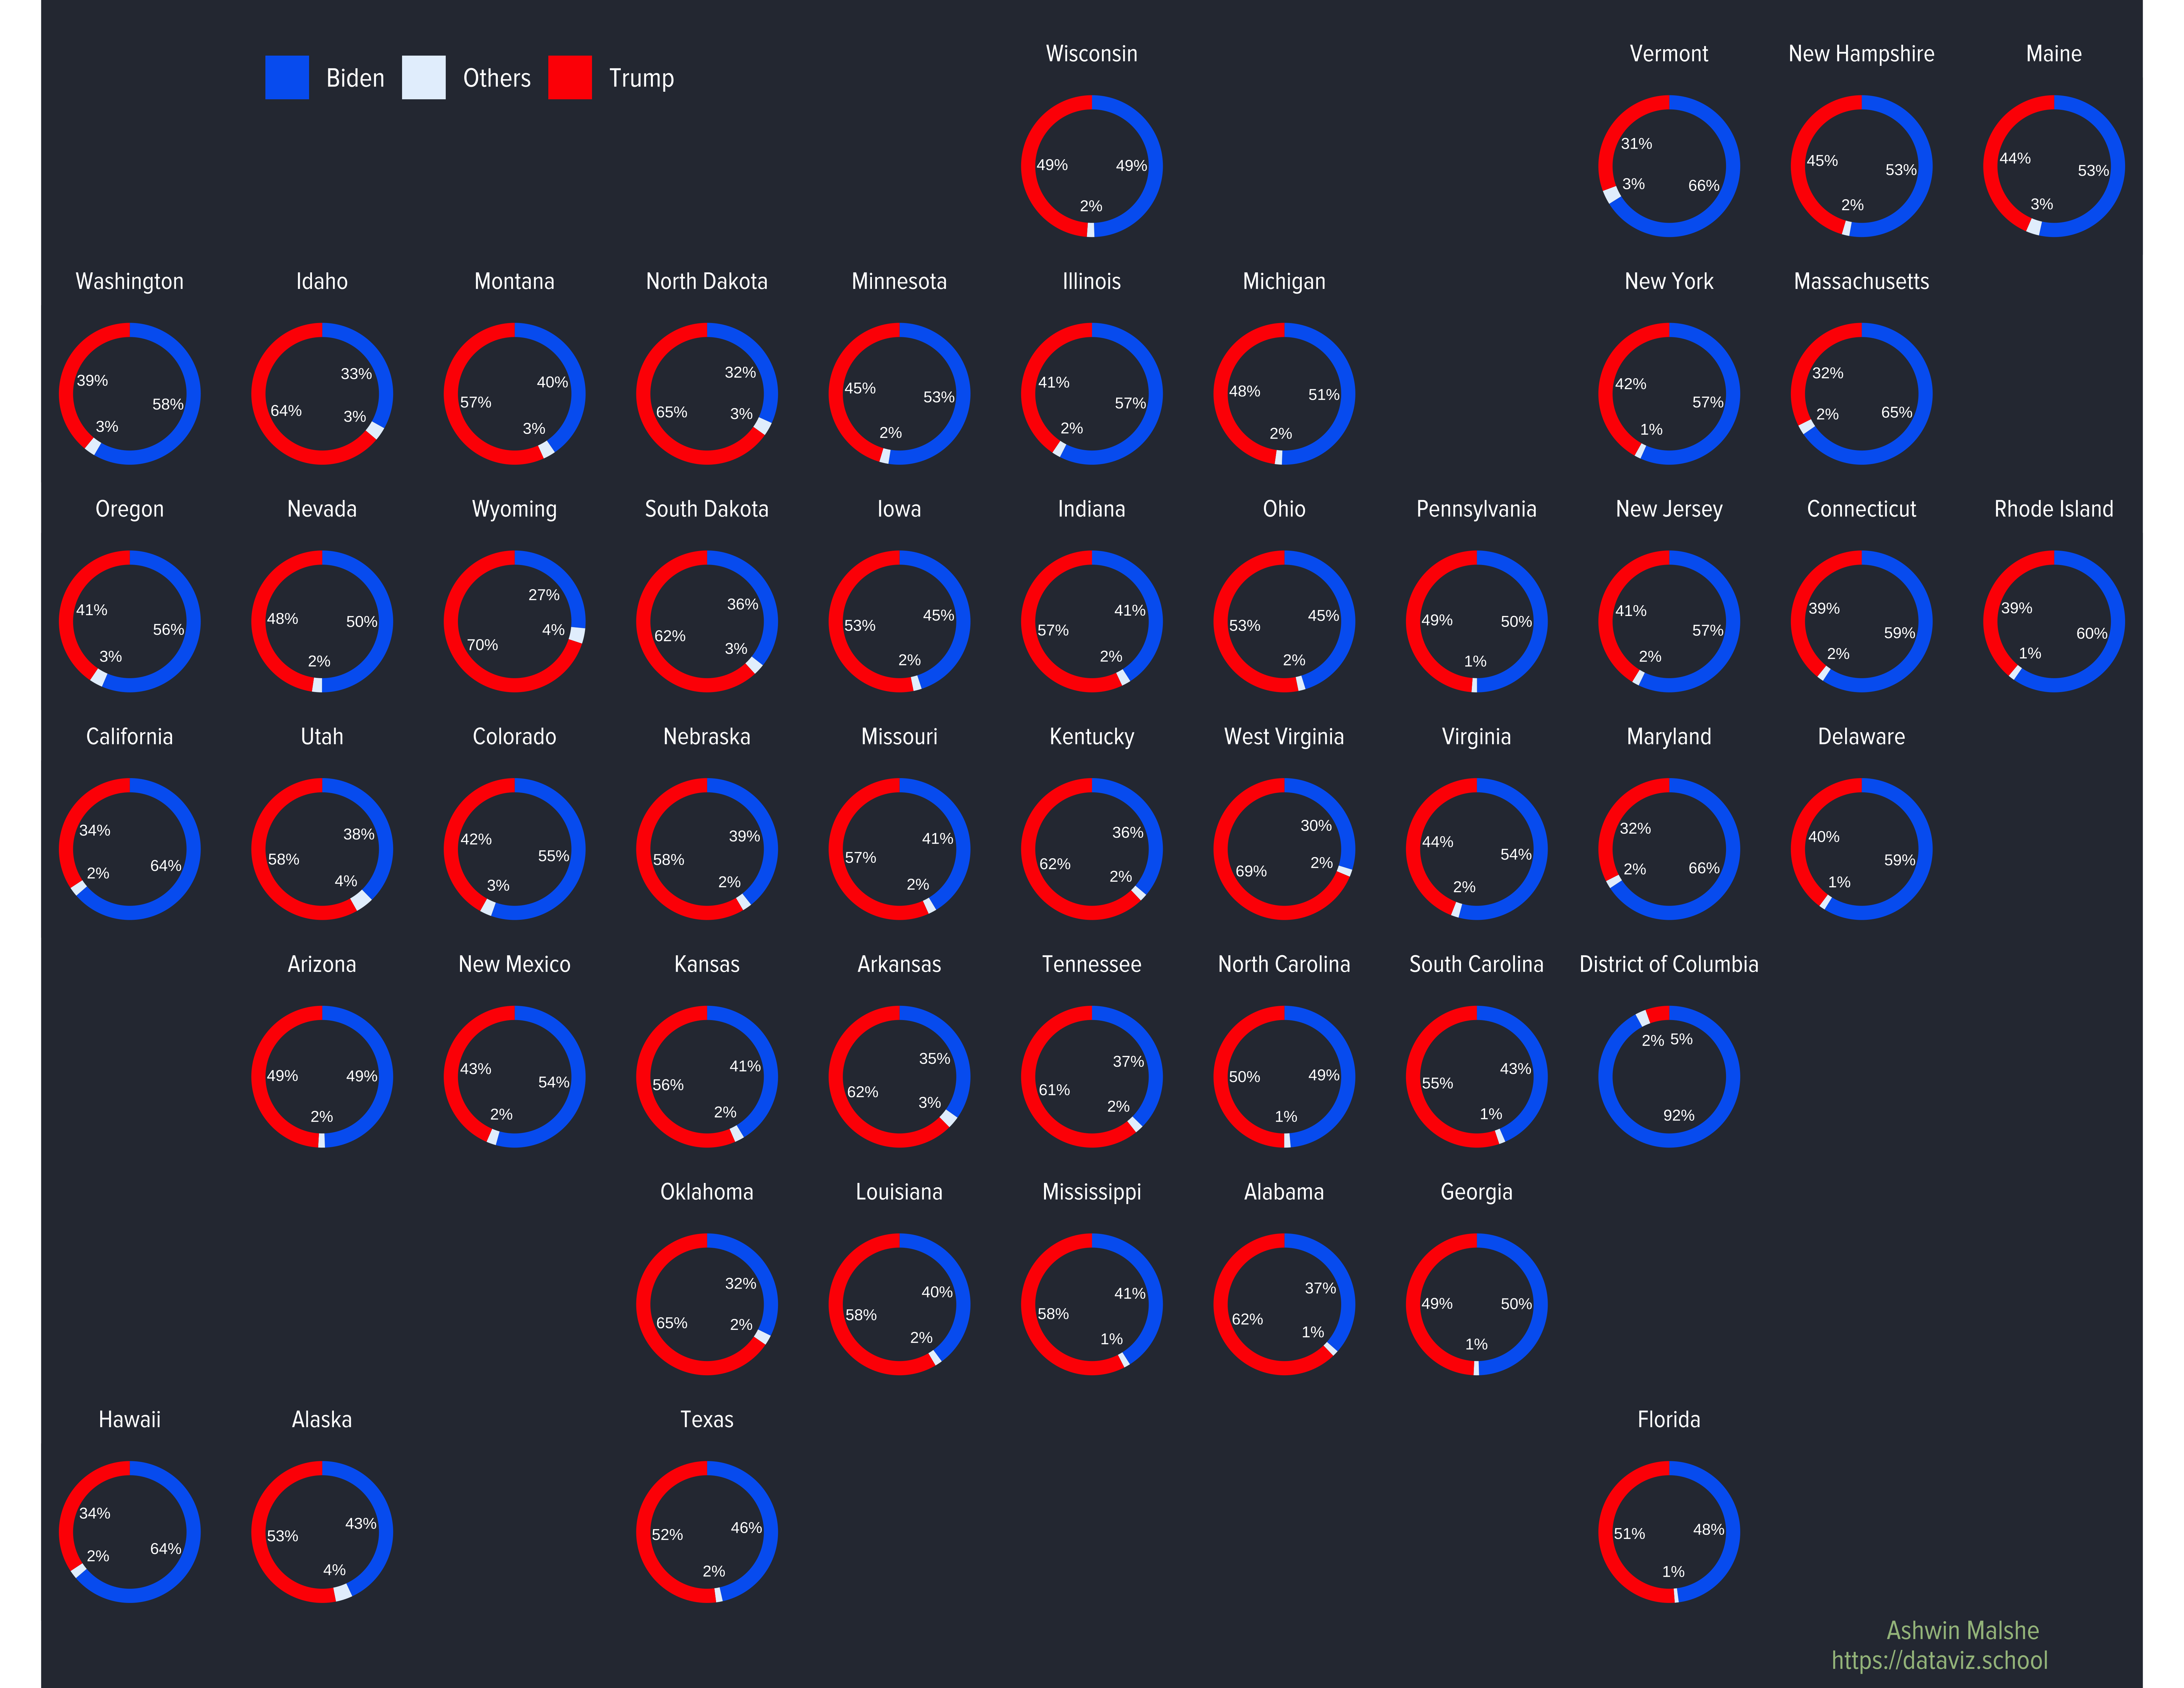 Wisconsin Vermont New Hampshire Maine
Biden Others Trump
31%
49% 49% 45% 53% 44% 53%
3% 66%
2% 2% 3%
Washington Idaho Montana North Dakota Minnesota Illinois Michigan New York Massachusetts
39% 33% 40% 32% 45% 53% 41% 57% 48% 51% 42% 57% 32%
58% 64% 3% 57% 65% 3% 2% 65%
3% 3% 2% 2% 2% 1%
Oregon Nevada Wyoming South Dakota Iowa Indiana Ohio Pennsylvania New Jersey Connecticut Rhode Island
41% 48% 50% 27% 36% 53% 45% 57% 41% 53% 45% 49% 50% 41% 57% 39% 59% 39% 60%
56% 4% 62%
3% 2% 70% 3% 2% 2% 2% 1% 2% 2% 1%
California Utah Colorado Nebraska Missouri Kentucky West Virginia Virginia Maryland Delaware
34% 38% 42% 39% 41% 36% 30% 44% 32% 40%
64% 58% 55% 58% 57% 62% 2% 54% 66% 59%
2% 4% 3% 2% 2% 2% 69% 2% 2% 1%
Arizona New Mexico Kansas Arkansas Tennessee North Carolina South Carolina District of Columbia
2% 5%
49% 49% 43% 54% 56% 41% 35% 61% 37% 50% 49% 55% 43%
62% 3%
2% 2% 2% 2% 1% 1% 92%
Oklahoma Louisiana Mississippi Alabama Georgia
32% 40% 41% 37% 49% 50%
65% 2% 58% 58% 62%
2% 1% 1% 1%
Hawaii Alaska Texas Florida
34% 53% 43% 52% 46% 51% 48%
2% 64%
4% 2% 1%
Ashwin Malshe
https://dataviz.school